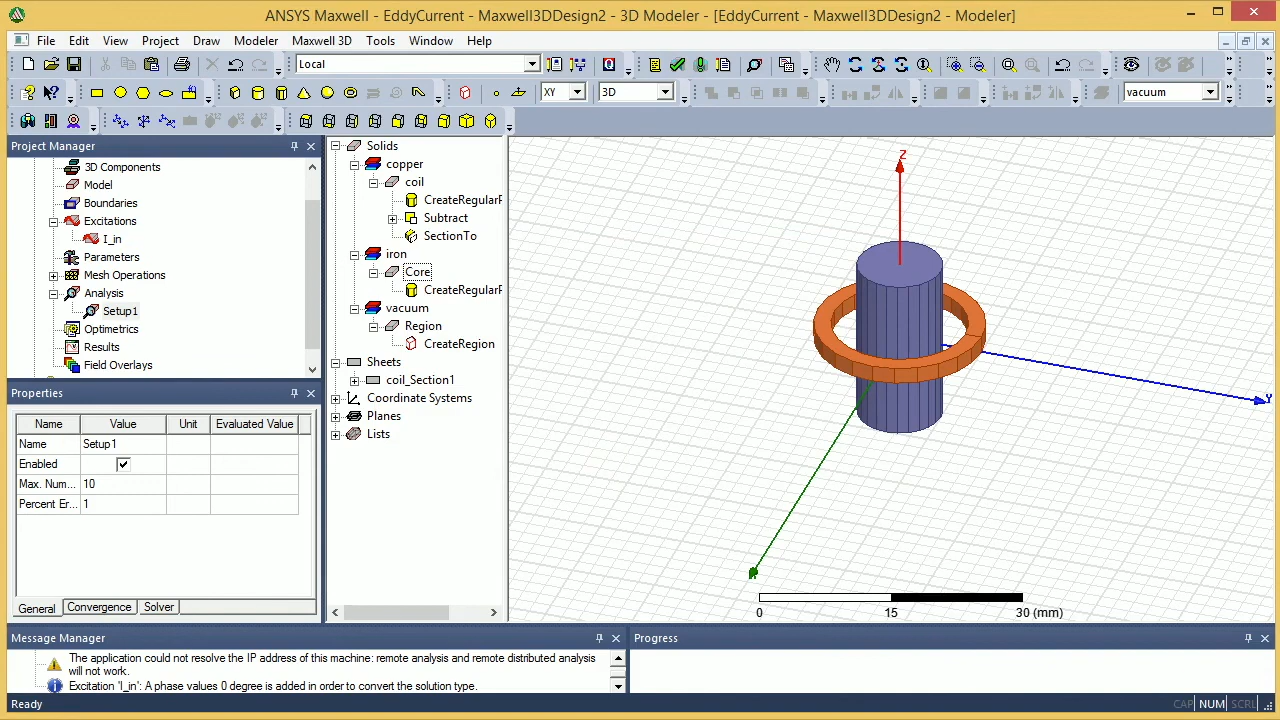 ANSYS Maxwell - EddyCurrent - Maxwell3DDesign2 - 3D Modeler - [EddyCurrent - Maxwell3DDesign2 - Modeler]
File Edit View Project Draw Modeler Maxwell 3D Tools Window Help
Local
XY 3D vacuum
Project Manager
3D Components
Model
Boundaries
Excitations
I_in
Parameters
Mesh Operations
Analysis
Setup1
Optimetrics
Results
Field Overlays
Properties
Name Value Unit Evaluated Value
Name Setup1
Enabled
Max. Num... 10
Percent Er... 1
General Convergence Solver
Solids
copper
coil
CreateRegularP
Subtract
SectionTo
iron
Core
CreateRegularP
vacuum
Region
CreateRegion
Sheets
coil_Section1
Coordinate Systems
Planes
Lists
Z
Y
0 15 30 (mm)
Message Manager
The application could not resolve the IP address of this machine: remote analysis and remote distributed analysis
will not work.
Excitation 'I_in': A phase values 0 degree is added in order to convert the solution type.
Progress
Ready
CAP NUM SCRL